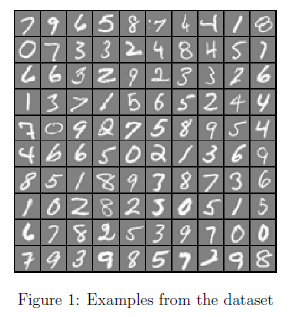 7 9 6 5 8 7 4 4 1 8
0 7 3 3 2 4 8 4 5 1
6 6 3 2 9 2 3 3 2 6
1 3 7 1 5 6 5 2 4 4
7 0 9 2 7 5 8 9 5 4
4 6 6 5 0 2 1 3 6 9
8 5 1 8 9 3 8 7 3 6
1 0 2 8 2 3 0 5 1 5
6 7 8 2 5 3 9 7 0 0
7 9 3 9 8 5 7 2 9 8
Figure 1: Examples from the dataset